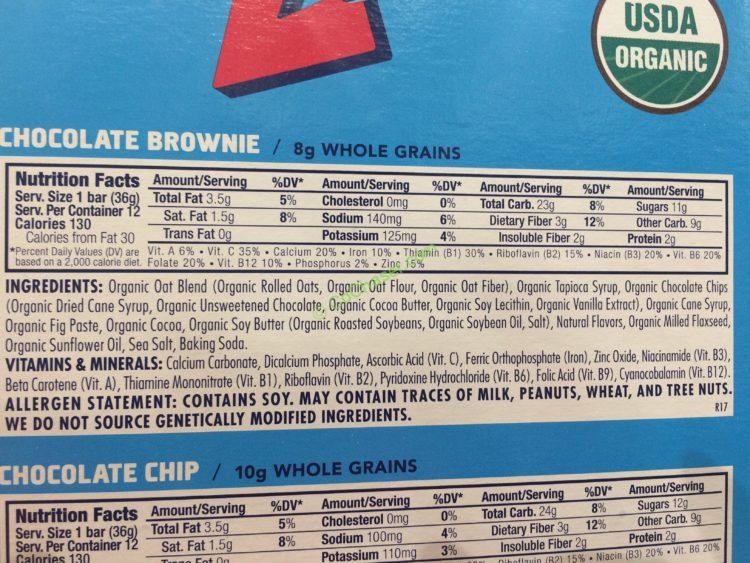 USDA
ORGANIC
CHOCOLATE BROWNIE / 8g WHOLE GRAINS
Nutrition Facts
Serv. Size 1 bar (36g)
Serv. Per Container 12
Calories 130
Calories from Fat 30
*Percent Daily Values (DV) are
based on a 2,000 calorie diet.
Amount/Serving %DV* Amount/Serving %DV* Amount/Serving %DV* Amount/Serving
Total Fat 3.5g 5% Cholesterol 0mg 0% Total Carb. 23g 8% Sugars 11g
Sat. Fat 1.5g 8% Sodium 140mg 6% Dietary Fiber 3g 12% Other Carb. 9g
Trans Fat 0g Potassium 125mg 4% Insoluble Fiber 2g Protein 2g
Vit. A 6% • Vit. C 35% • Calcium 20% • Iron 10% • Thiamin (B1) 30% • Riboflavin (B2) 15% • Niacin (B3) 20% • Vit. B6 20%
Folate 20% • Vit. B12 10% • Phosphorus 2% • Zinc 15%
INGREDIENTS: Organic Oat Blend (Organic Rolled Oats, Organic Oat Flour, Organic Oat Fiber), Organic Tapioca Syrup, Organic Chocolate Chips
(Organic Dried Cane Syrup, Organic Unsweetened Chocolate, Organic Cocoa Butter, Organic Soy Lecithin, Organic Vanilla Extract), Organic Cane Syrup,
Organic Fig Paste, Organic Cocoa, Organic Soy Butter (Organic Roasted Soybeans, Organic Soybean Oil, Salt), Natural Flavors, Organic Milled Flaxseed,
Organic Sunflower Oil, Sea Salt, Baking Soda.
VITAMINS & MINERALS: Calcium Carbonate, Dicalcium Phosphate, Ascorbic Acid (Vit. C), Ferric Orthophosphate (Iron), Zinc Oxide, Niacinamide (Vit. B3),
Beta Carotene (Vit. A), Thiamine Mononitrate (Vit. B1), Riboflavin (Vit. B2), Pyridoxine Hydrochloride (Vit. B6), Folic Acid (Vit. B9), Cyanocobalamin (Vit. B12).
ALLERGEN STATEMENT: CONTAINS SOY. MAY CONTAIN TRACES OF MILK, PEANUTS, WHEAT, AND TREE NUTS.
WE DO NOT SOURCE GENETICALLY MODIFIED INGREDIENTS.
R17
CHOCOLATE CHIP / 10g WHOLE GRAINS
Nutrition Facts
Serv. Size 1 bar (36g)
Serv. Per Container 12
Calories 130
Amount/Serving %DV* Amount/Serving %DV* Amount/Serving %DV* Amount/Serving
Total Fat 3.5g 5% Cholesterol 0mg 0% Total Carb. 24g 8% Sugars 12g
Sat. Fat 1.5g 8% Sodium 100mg 4% Dietary Fiber 3g 12% Other Carb. 9g
Trans Fat 0g Potassium 110mg 3% Insoluble Fiber 2g Protein 2g
Riboflavin (B2) 15% • Niacin (B3) 20% • Vit. B6 20%